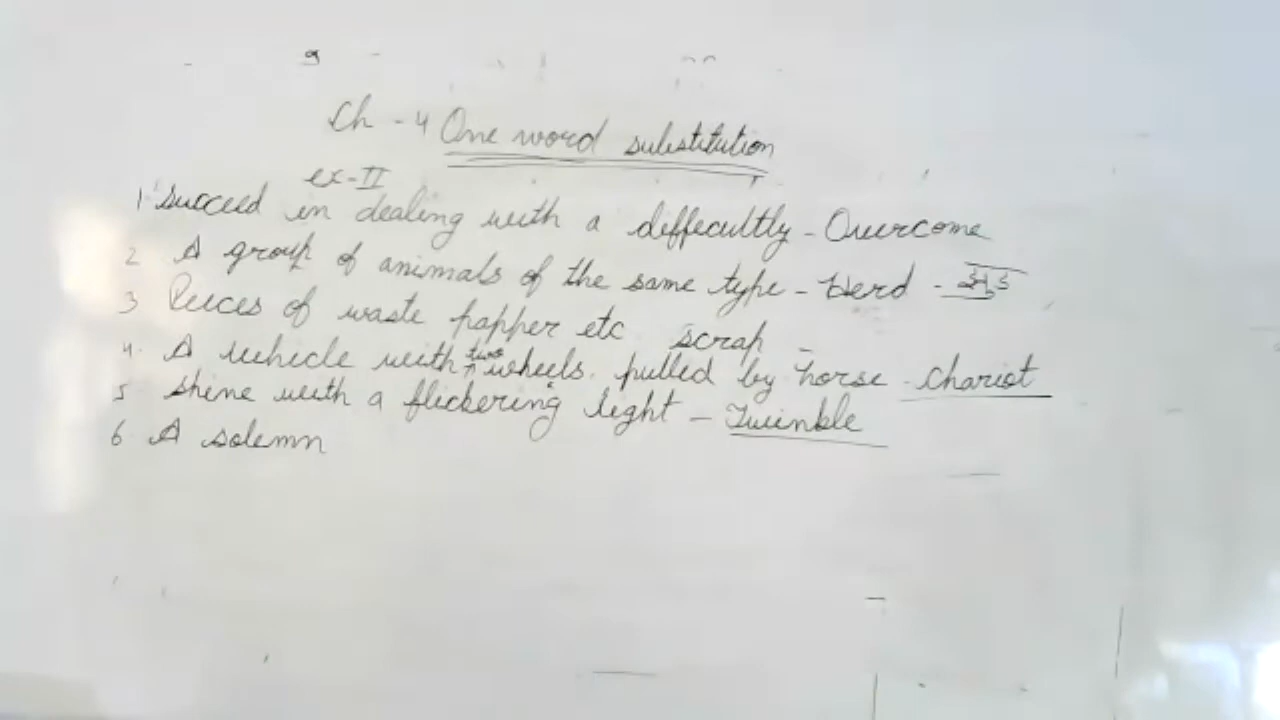 Ch - 4 One word substitution
ex-II
1 Succeed in dealing with a diffecultly - Overcome
2 A group of animals of the same type - Herd -
3 Pieces of waste papper etc scrap -
4. A vehicle with two wheels pulled by horse - Chariot
5 Shine with a flickering light - Twinkle
6 A solemn